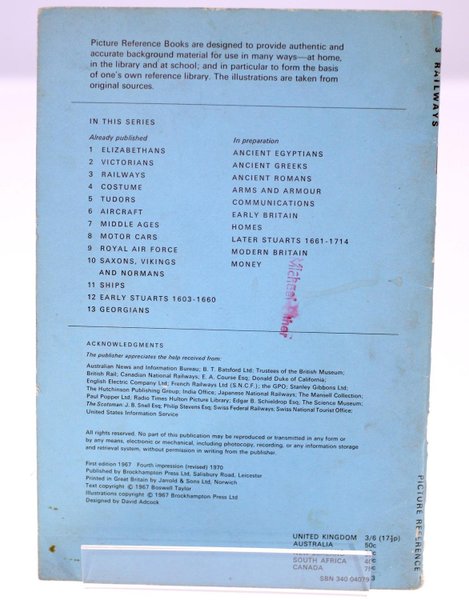 Picture Reference Books are designed to provide authentic and
accurate background material for use in many ways—at home,
in the library and at school; and in particular to form the basis
of one's own reference library. The illustrations are taken from
original sources.
IN THIS SERIES
Already published
1 ELIZABETHANS
2 VICTORIANS
3 RAILWAYS
4 COSTUME
5 TUDORS
6 AIRCRAFT
7 MIDDLE AGES
8 MOTOR CARS
9 ROYAL AIR FORCE
10 SAXONS, VIKINGS
AND NORMANS
11 SHIPS
12 EARLY STUARTS 1603-1660
13 GEORGIANS
In preparation
ANCIENT EGYPTIANS
ANCIENT GREEKS
ANCIENT ROMANS
ARMS AND ARMOUR
COMMUNICATIONS
EARLY BRITAIN
HOMES
LATER STUARTS 1661-1714
MODERN BRITAIN
MONEY
Michael
ACKNOWLEDGMENTS
The publisher appreciates the help received from:
Australian News and Information Bureau; B. T. Batsford Ltd; Trustees of the British Museum;
British Rail; Canadian National Railways; E. A. Course Esq; Donald Duke of California;
English Electric Company Ltd; French Railways Ltd (S.N.C.F.); the GPO; Stanley Gibbons Ltd;
The Hutchinson Publishing Group; India Office; Japanese National Railways, The Mansell Collection;
Paul Popper Ltd; Radio Times Hulton Picture Library; Edgar B. Schieldrop Esq; The Science Museum;
The Scotsman; J. B. Snell Esq; Philip Stevens Esq; Swiss Federal Railways; Swiss National Tourist Office;
United States Information Service
All rights reserved. No part of this publication may be reproduced or transmitted in any form or
by any means, electronic or mechanical, including photocopy, recording, or any information storage
and retrieval system, without permission in writing from the publisher.
First edition 1967 Fourth impression (revised) 1970
Published by Brockhampton Press Ltd, Salisbury Road, Leicester
Printed in Great Britain by Jarrold & Sons Ltd, Norwich
Text copyright © 1967 Boswell Taylor
Illustrations copyright © 1967 Brockhampton Press Ltd
Designed by David Adcock
UNITED KINGDOM 3/6 (17½p)
AUSTRALIA 50c
SOUTH AFRICA
CANADA
SBN 340 04079 3
3 RAILWAYS
PICTURE REFERENCE